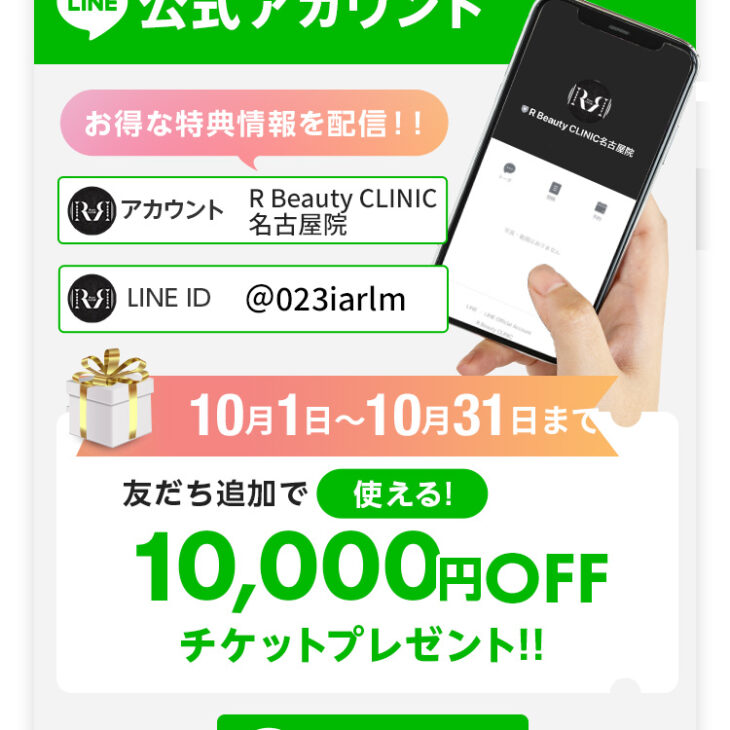 LINE
公式アカウント
お得な特典情報を配信！！
アカウント
R Beauty CLINIC
名古屋院
LINE ID
@023iarlm
R Beauty CLINIC名古屋院
10月1日～10月31日まで
友だち追加で 使える！
10,000円OFF
チケットプレゼント!!